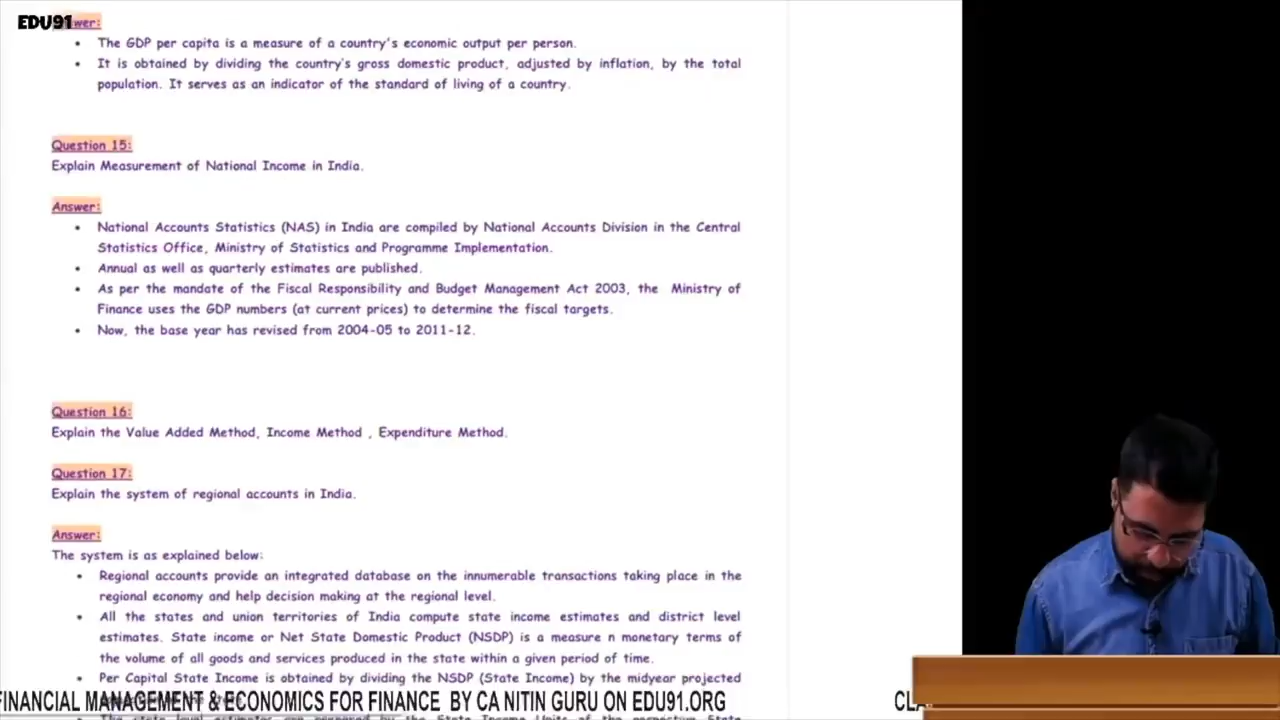 EDU91
wer:
• The GDP per capita is a measure of a country's economic output per person.
• It is obtained by dividing the country's gross domestic product, adjusted by inflation, by the total
population. It serves as an indicator of the standard of living of a country.
Question 15:
Explain Measurement of National Income in India.
Answer:
• National Accounts Statistics (NAS) in India are compiled by National Accounts Division in the Central
Statistics Office, Ministry of Statistics and Programme Implementation.
• Annual as well as quarterly estimates are published.
• As per the mandate of the Fiscal Responsibility and Budget Management Act 2003, the Ministry of
Finance uses the GDP numbers (at current prices) to determine the fiscal targets.
• Now, the base year has revised from 2004-05 to 2011-12.
Question 16:
Explain the Value Added Method, Income Method , Expenditure Method.
Question 17:
Explain the system of regional accounts in India.
Answer:
The system is as explained below:
• Regional accounts provide an integrated database on the innumerable transactions taking place in the
regional economy and help decision making at the regional level.
• All the states and union territories of India compute state income estimates and district level
estimates. State income or Net State Domestic Product (NSDP) is a measure n monetary terms of
the volume of all goods and services produced in the state within a given period of time.
• Per Capital State Income is obtained by dividing the NSDP (State Income) by the midyear projected
FINANCIAL MANAGEMENT & ECONOMICS FOR FINANCE BY CA NITIN GURU ON EDU91.ORG CLA